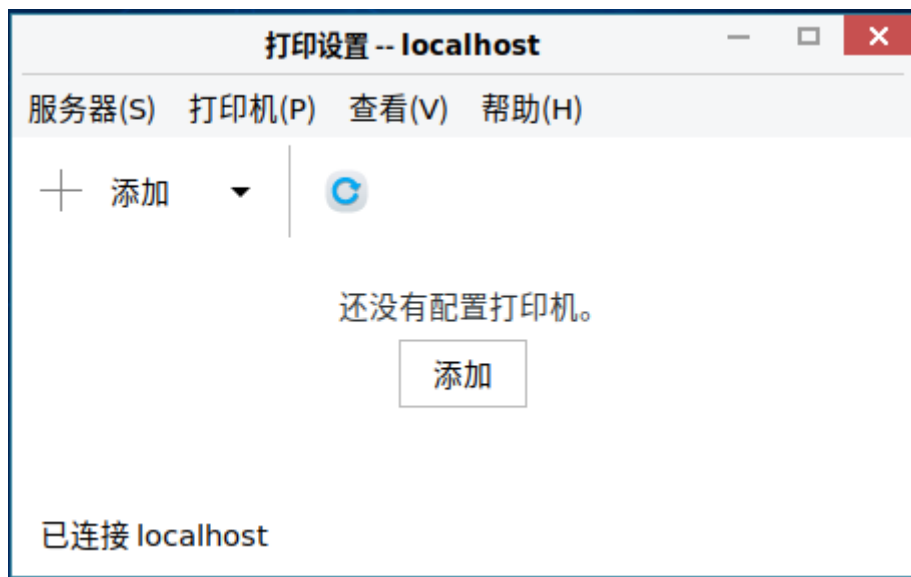 打印设置 -- localhost
服务器(S) 打印机(P) 查看(V) 帮助(H)
添加
还没有配置打印机。
添加
已连接 localhost